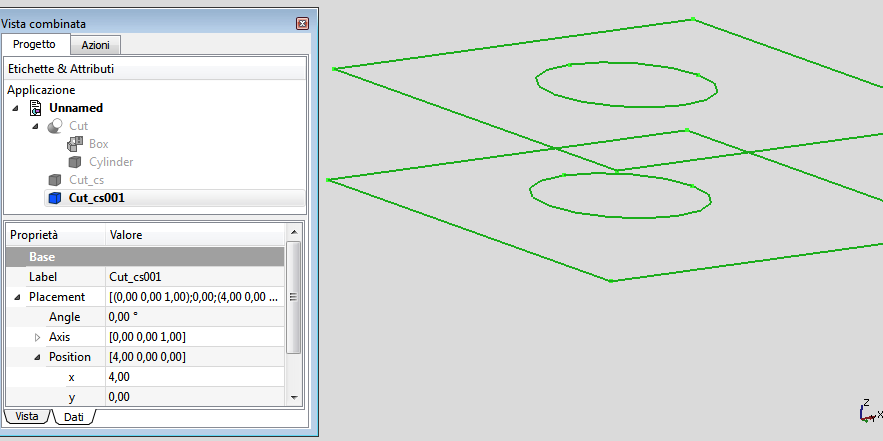 Vista combinata
Progetto Azioni
Etichette & Attributi
Applicazione
Unnamed
Cut
Box
Cylinder
Cut_cs
Cut_cs001
Proprietà Valore
Base
Label Cut_cs001
Placement [(0,00 0,00 1,00);0,00;(4,00 0,00 ...
Angle 0,00 °
Axis [0,00 0,00 1,00]
Position [4,00 0,00 0,00]
x 4,00
y 0,00
Vista Dati
Z
X